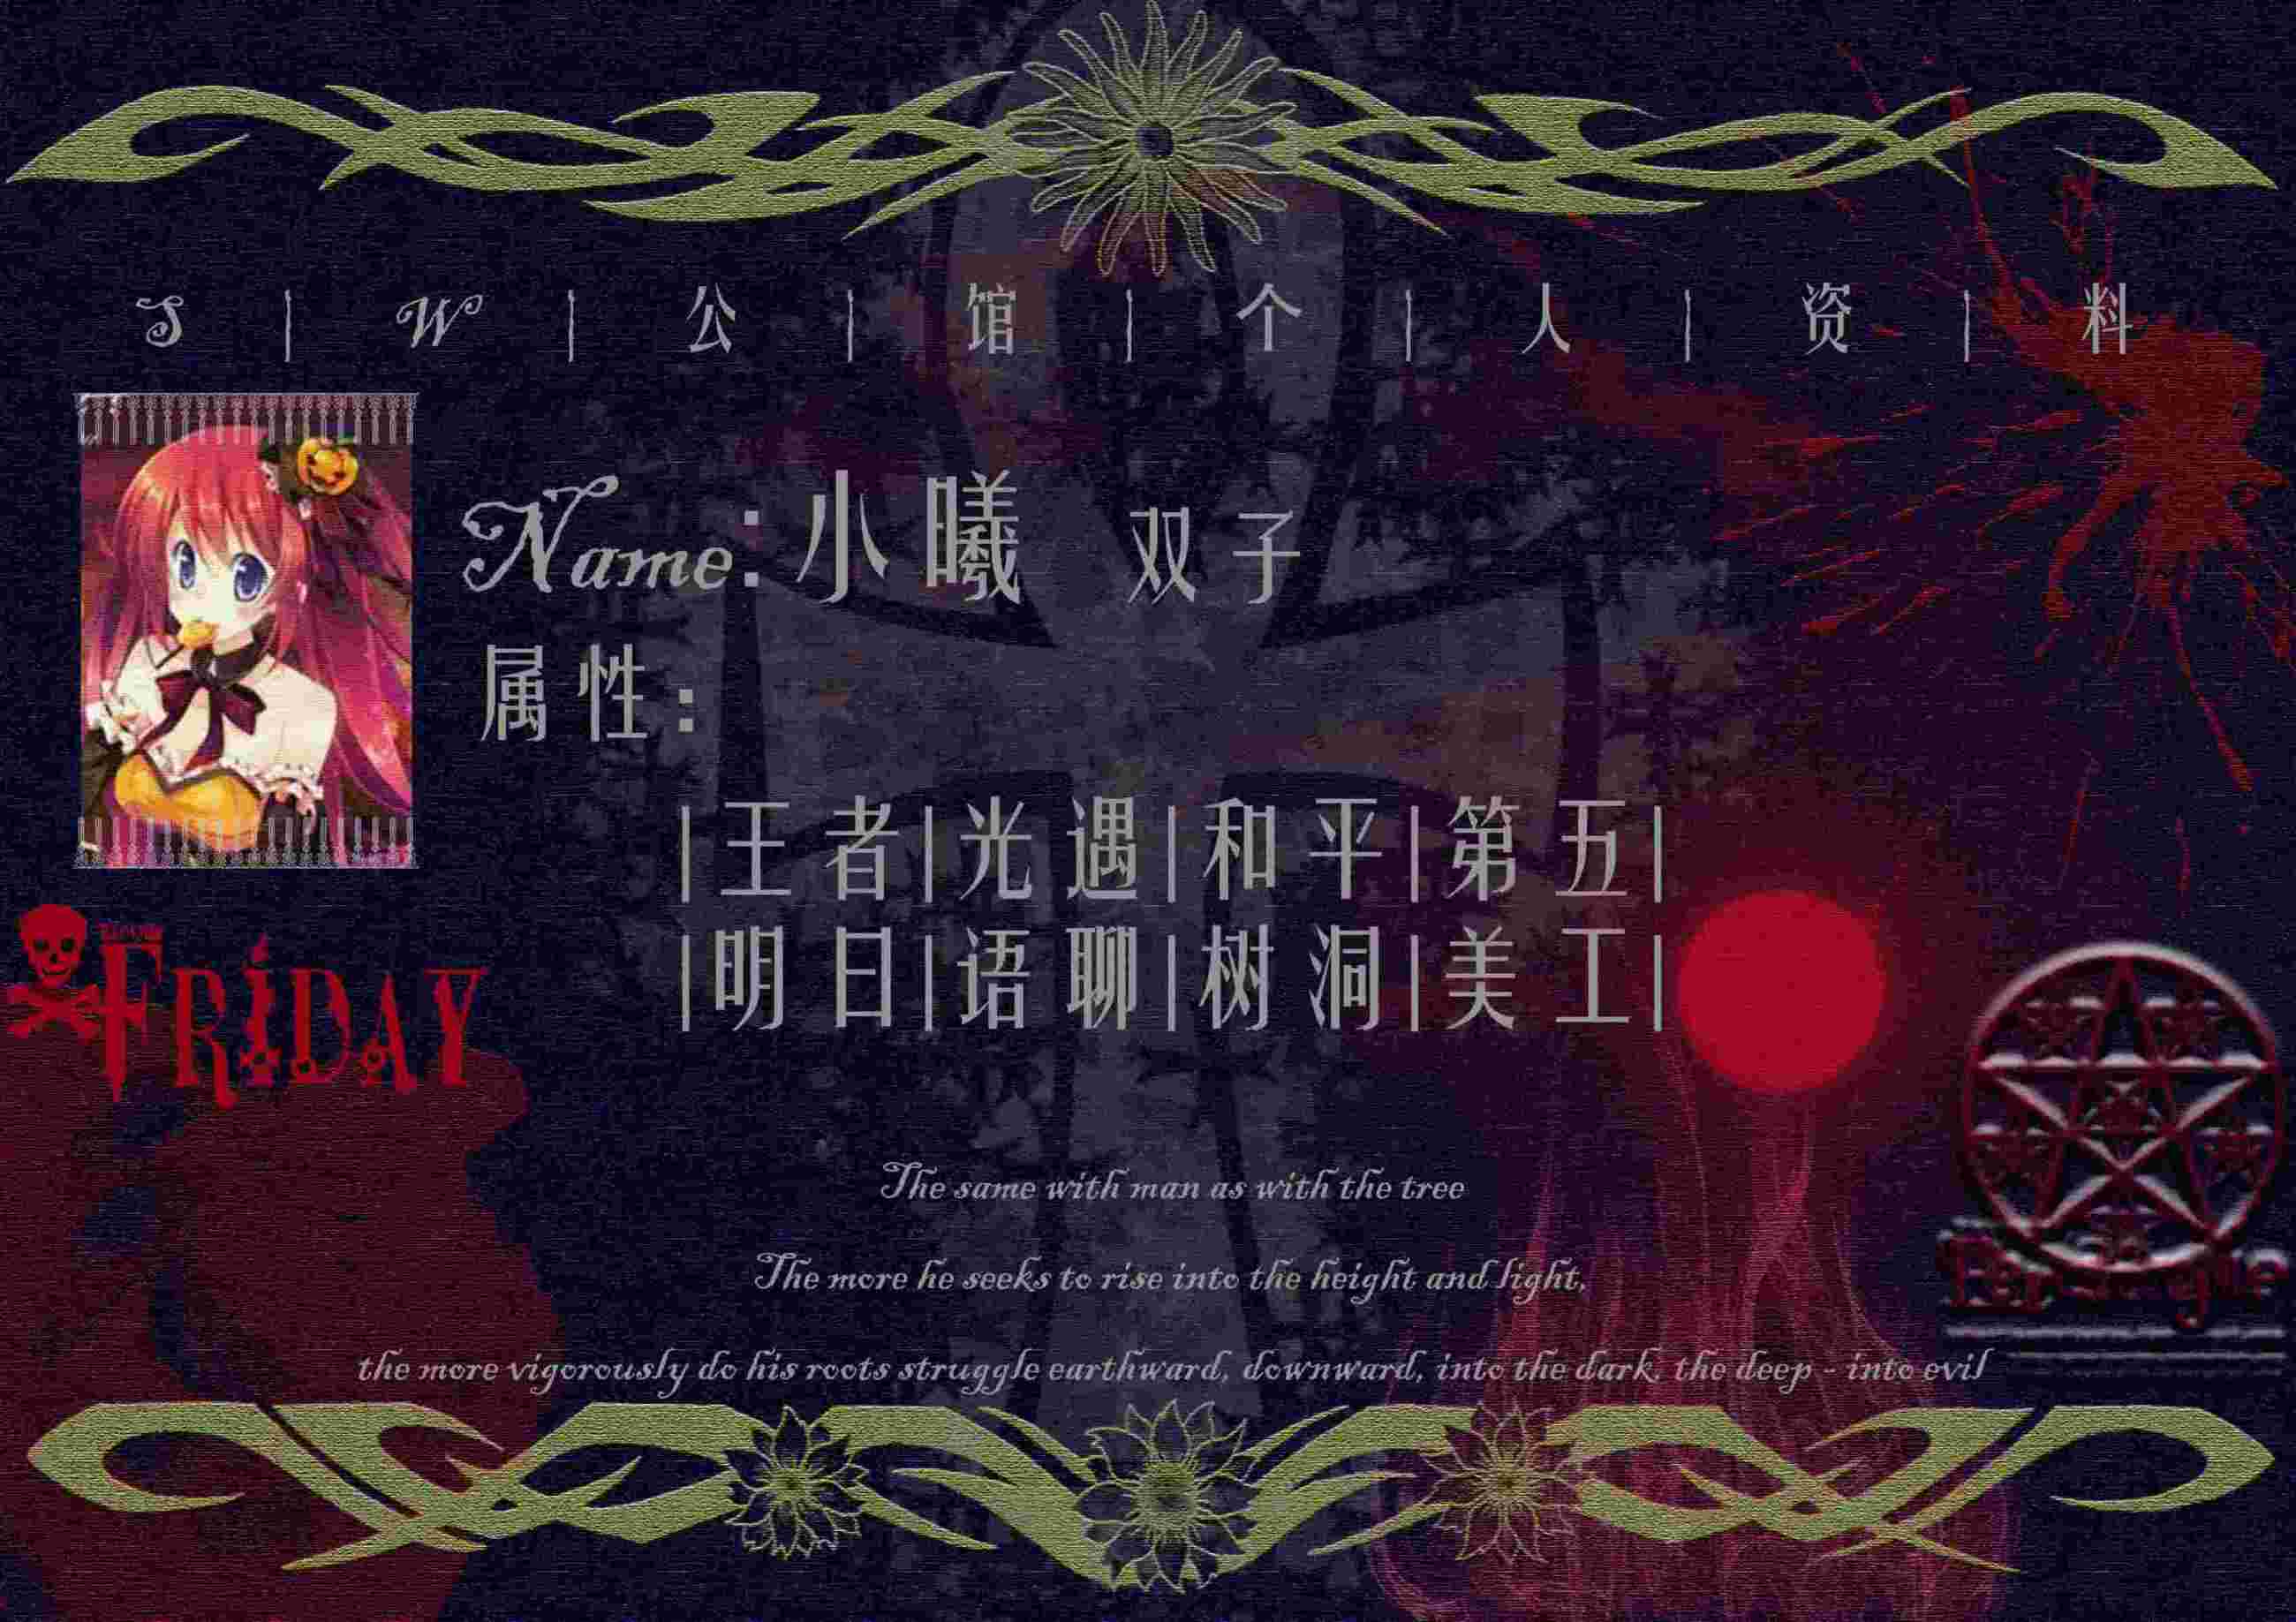 S | W | 公 | 馆 | 个 | 人 | 资 | 料
Name:小曦 双子
属性:
|王者|光遇|和平|第五|
|明日|语聊|树洞|美工|
FRiDAY
The same with man as with the tree
The more he seeks to rise into the height and light,
the more vigorously do his roots struggle earthward, downward, into the dark. the deep - into evil